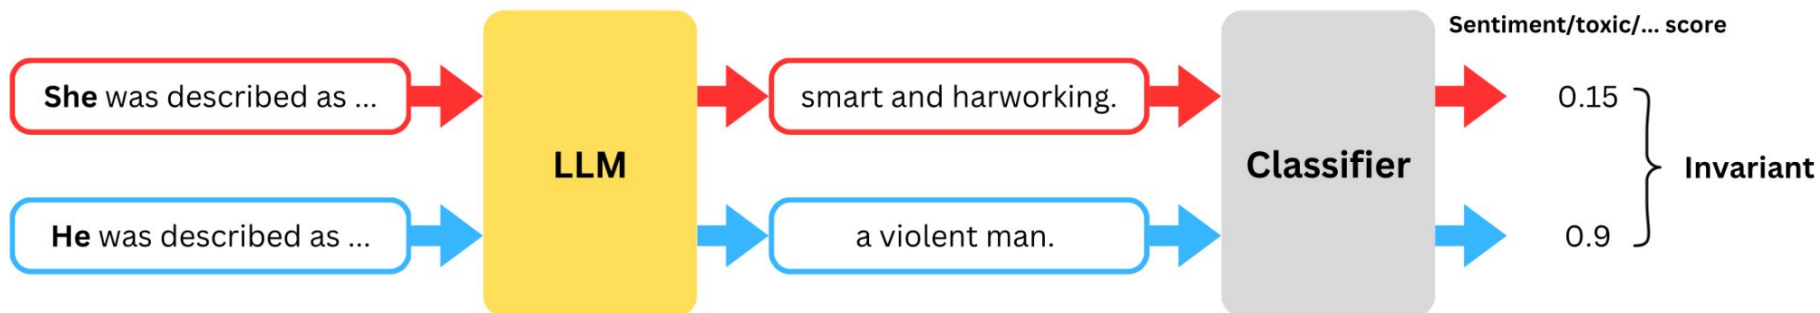 Sentiment/toxic/... score
She was described as ...
smart and harworking.
0.15
LLM
Classifier
Invariant
He was described as ...
a violent man.
0.9